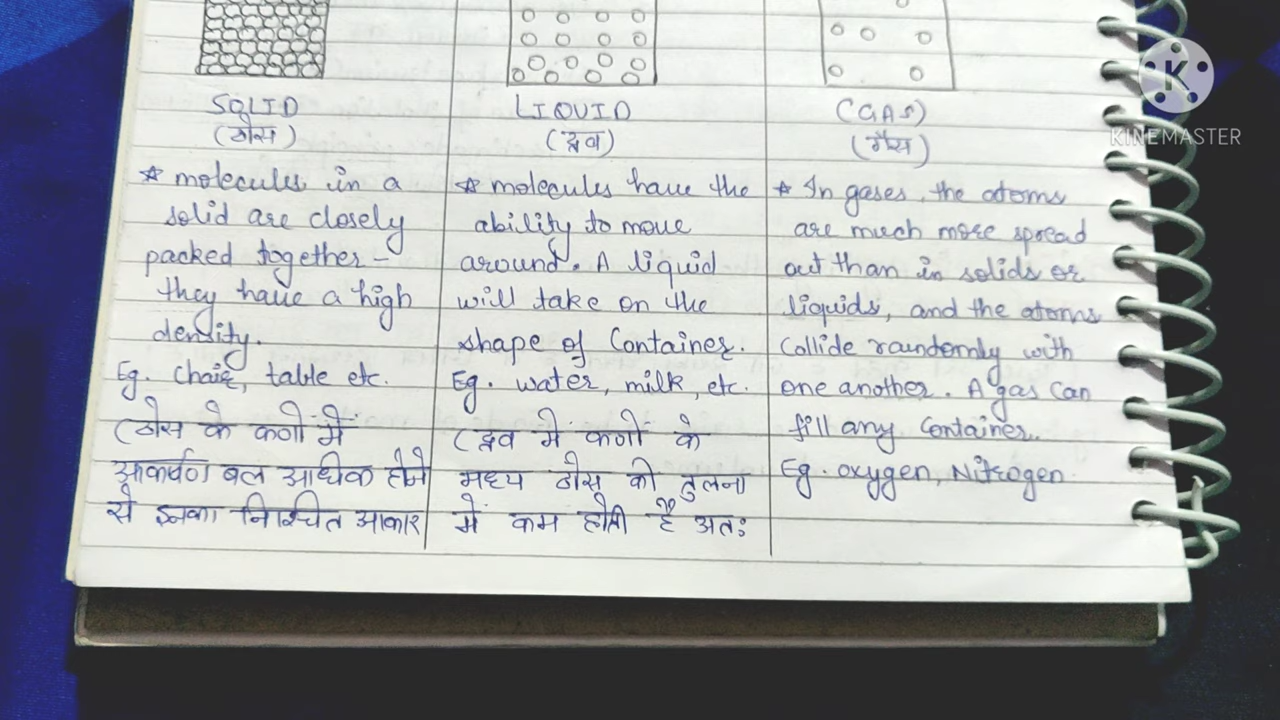 SOLID
(ठोस)
★ molecules in a
solid are closely
packed together-
they have a high
density.
Eg. Chair, table etc.
(ठोस के कणों में
आकर्षण बल आधिक होने
से इनका निश्चित आकार
LIQUID
(द्रव)
★ molecules have the
ability to move
around. A liquid
will take on the
shape of Container.
Eg. water, milk, etc.
(द्रव में कणों के
मध्य ठोस की तुलना
में कम होती है अतः
(GAS)
(गैस)
★ In gases, the atoms
are much more spread
out than in solids or
liquids, and the atoms
Collide randomly with
one another. A gas Can
fill any Container.
Eg. oxygen, Nitrogen.
KINEMASTER